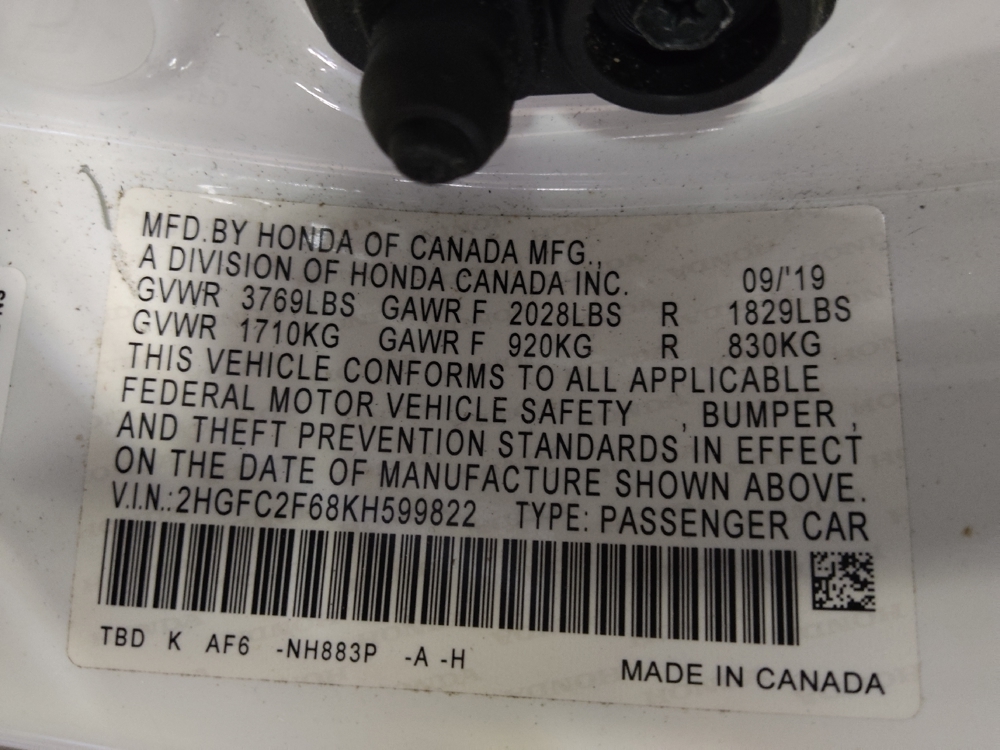 MFD.BY HONDA OF CANADA MFG.,
A DIVISION OF HONDA CANADA INC. 09/'19
GVWR 3769LBS GAWR F 2028LBS R 1829LBS
GVWR 1710KG GAWR F 920KG R 830KG
THIS VEHICLE CONFORMS TO ALL APPLICABLE
FEDERAL MOTOR VEHICLE SAFETY , BUMPER ,
AND THEFT PREVENTION STANDARDS IN EFFECT
ON THE DATE OF MANUFACTURE SHOWN ABOVE.
V.I.N.:2HGFC2F68KH599822 TYPE: PASSENGER CAR
TBD K AF6 -NH883P -A -H
MADE IN CANADA